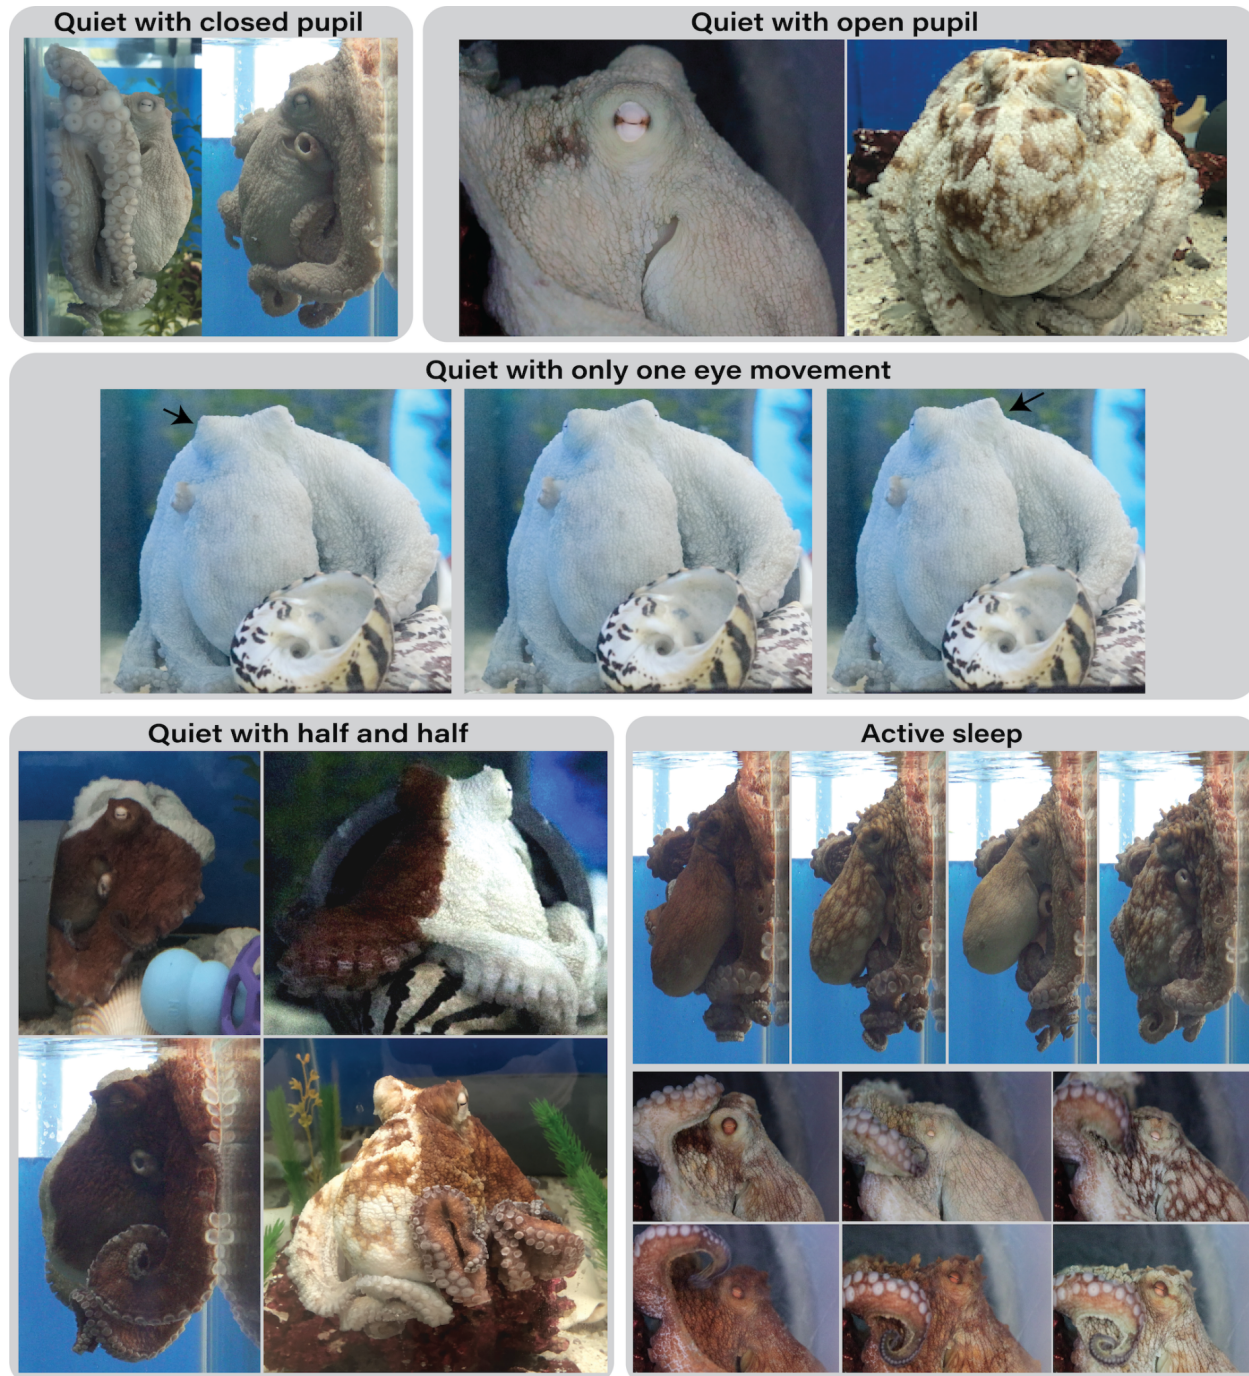 Quiet with closed pupil
Quiet with open pupil
Quiet with only one eye movement
Quiet with half and half
Active sleep